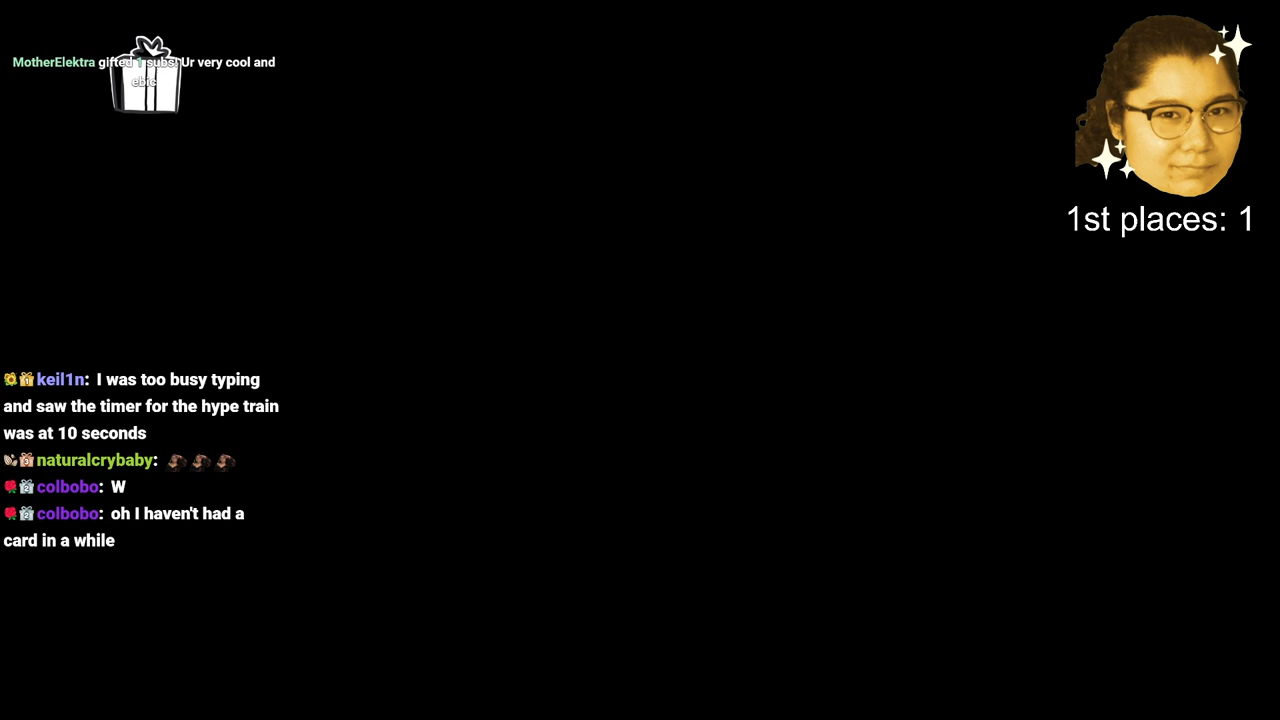 MotherElektra gifted 1 subs! Ur very cool and
ebic
1st places: 1
keil1n: I was too busy typing
and saw the timer for the hype train
was at 10 seconds
naturalcrybaby:
colbobo: W
colbobo: oh I haven't had a
card in a while